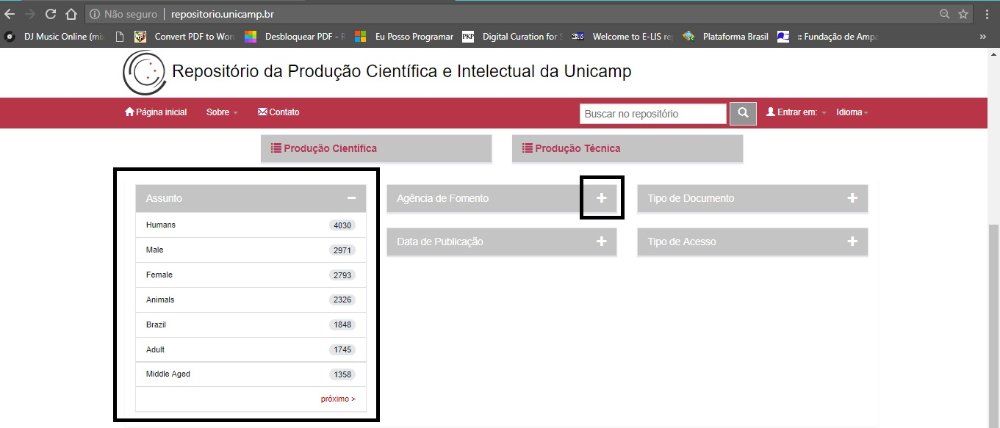 Não seguro | repositorio.unicamp.br
DJ Music Online (mi Convert PDF to Wor Desbloquear PDF - Eu Posso Programar PKP Digital Curation for Welcome to E-LIS re Plataforma Brasil :: Fundação de Ampa »
Repositório da Produção Científica e Intelectual da Unicamp
Página inicial Sobre Contato Buscar no repositório Entrar em: Idioma
Produção Científica Produção Técnica
Assunto − Agência de Fomento + Tipo de Documento +
Humans 4030
Data de Publicação + Tipo de Acesso +
Male 2971
Female 2793
Animals 2326
Brazil 1848
Adult 1745
Middle Aged 1358
próximo >